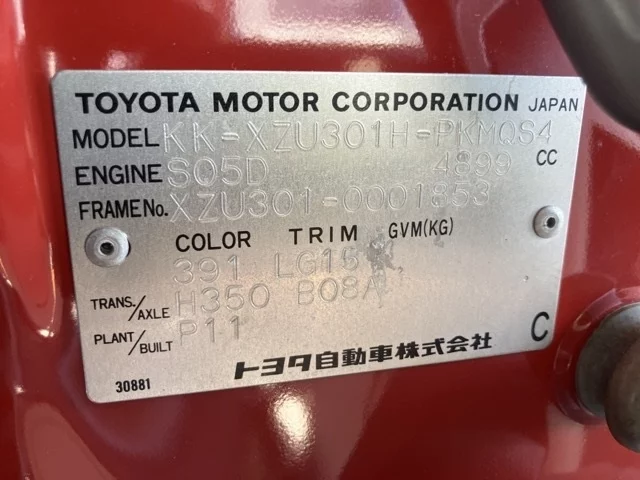 TOYOTA MOTOR CORPORATION JAPAN
MODEL KK-XZU301H-PKMQS4
ENGINE S05D 4899 CC
FRAME No. XZU301-0001853
COLOR TRIM GVM(KG)
391 LG15
TRANS./AXLE H350 B08A
PLANT/BUILT P11
C
トヨタ自動車株式会社
30881